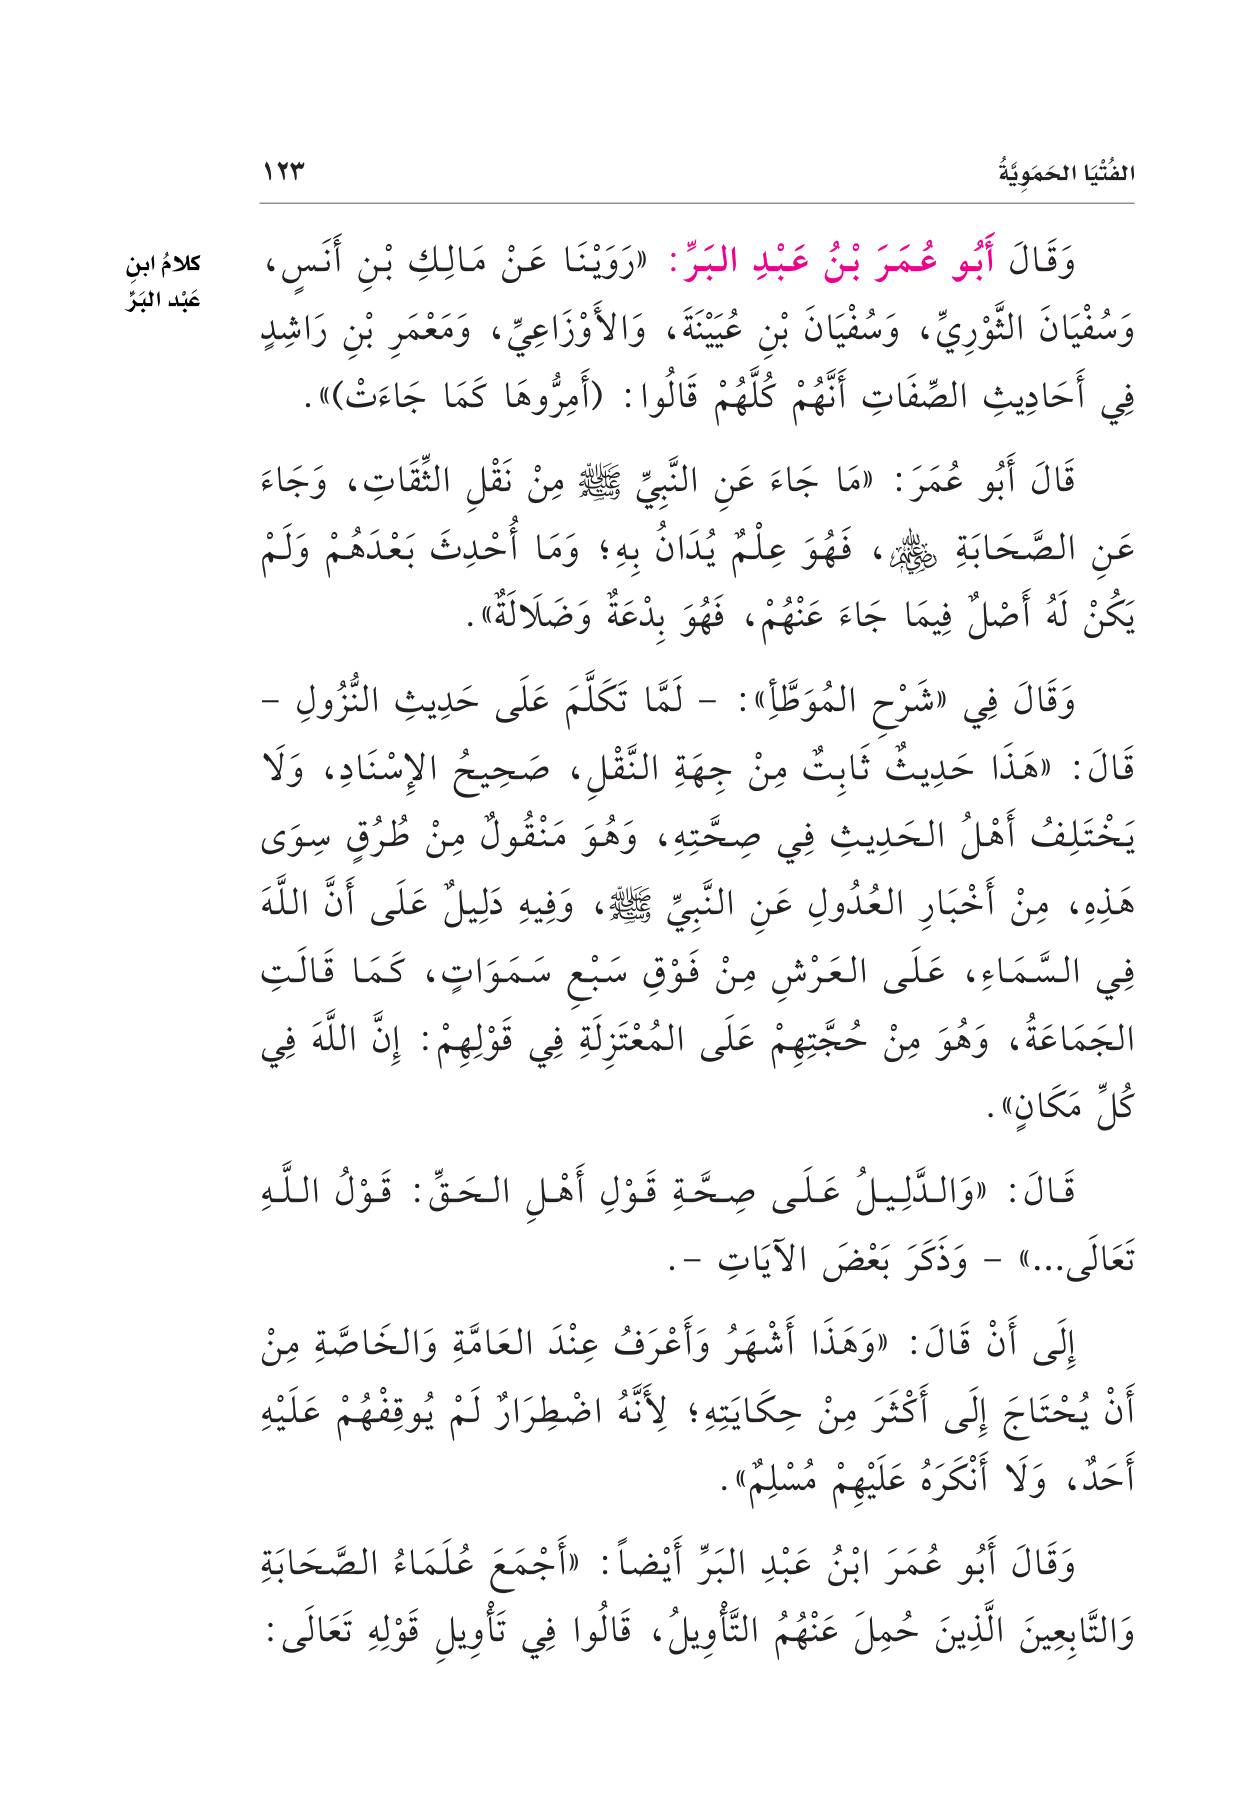 الفُتْيَا الحَمَوِيَّةُ
١٢٣
وَقَالَ أَبُو عُمَرَ بْنُ عَبْدِ البَرِّ: «رَوَيْنَا عَنْ مَالِكِ بْنِ أَنَسٍ،
كلامُ ابنِ
عَبْد البَرِّ
وَسُفْيَانَ الثَّوْرِيِّ، وَسُفْيَانَ بْنِ عُيَيْنَةَ، وَالأَوْزَاعِيِّ، وَمَعْمَرِ بْنِ رَاشِدٍ
فِي أَحَادِيثِ الصِّفَاتِ أَنَّهُمْ كُلَّهُمْ قَالُوا: (أَمِرُّوهَا كَمَا جَاءَتْ)».
قَالَ أَبُو عُمَرَ: «مَا جَاءَ عَنِ النَّبِيِّ ﷺ مِنْ نَقْلِ الثِّقَاتِ، وَجَاءَ
عَنِ الصَّحَابَةِ ﵃، فَهُوَ عِلْمٌ يُدَانُ بِهِ؛ وَمَا أُحْدِثَ بَعْدَهُمْ وَلَمْ
يَكُنْ لَهُ أَصْلٌ فِيمَا جَاءَ عَنْهُمْ، فَهُوَ بِدْعَةٌ وَضَلَالَةٌ».
وَقَالَ فِي «شَرْحِ المُوَطَّأِ»: – لَمَّا تَكَلَّمَ عَلَى حَدِيثِ النُّزُولِ –
قَالَ: «هَذَا حَدِيثٌ ثَابِتٌ مِنْ جِهَةِ النَّقْلِ، صَحِيحُ الإِسْنَادِ، وَلَا
يَخْتَلِفُ أَهْلُ الحَدِيثِ فِي صِحَّتِهِ، وَهُوَ مَنْقُولٌ مِنْ طُرُقٍ سِوَى
هَذِهِ، مِنْ أَخْبَارِ العُدُولِ عَنِ النَّبِيِّ ﷺ، وَفِيهِ دَلِيلٌ عَلَى أَنَّ اللَّهَ
فِي السَّمَاءِ، عَلَى العَرْشِ مِنْ فَوْقِ سَبْعِ سَمَوَاتٍ، كَمَا قَالَتِ
الجَمَاعَةُ، وَهُوَ مِنْ حُجَّتِهِمْ عَلَى المُعْتَزِلَةِ فِي قَوْلِهِمْ: إِنَّ اللَّهَ فِي
كُلِّ مَكَانٍ».
قَالَ: «وَالدَّلِيلُ عَلَى صِحَّةِ قَوْلِ أَهْلِ الحَقِّ: قَوْلُ اللَّهِ
تَعَالَى...» – وَذَكَرَ بَعْضَ الآيَاتِ –.
إِلَى أَنْ قَالَ: «وَهَذَا أَشْهَرُ وَأَعْرَفُ عِنْدَ العَامَّةِ وَالخَاصَّةِ مِنْ
أَنْ يُحْتَاجَ إِلَى أَكْثَرَ مِنْ حِكَايَتِهِ؛ لِأَنَّهُ اضْطِرَارٌ لَمْ يُوقِفْهُمْ عَلَيْهِ
أَحَدٌ، وَلَا أَنْكَرَهُ عَلَيْهِمْ مُسْلِمٌ».
وَقَالَ أَبُو عُمَرَ ابْنُ عَبْدِ البَرِّ أَيْضاً: «أَجْمَعَ عُلَمَاءُ الصَّحَابَةِ
وَالتَّابِعِينَ الَّذِينَ حُمِلَ عَنْهُمُ التَّأْوِيلُ، قَالُوا فِي تَأْوِيلِ قَوْلِهِ تَعَالَى: